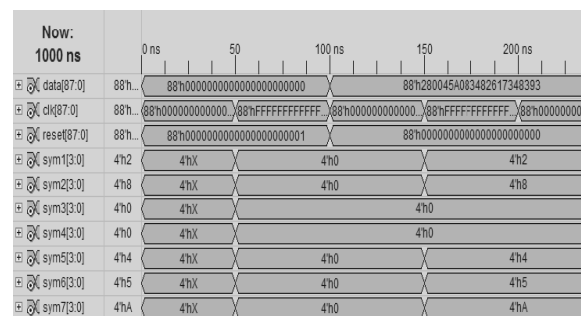 Now:
1000 ns
0 ns 50 100 ns 150 200 ns
data[87:0] 88'h... 88'h0000000000000000000000 88'h280045A083482617348393
clk[87:0] 88'h... 88'h000000000000... 88'hFFFFFFFFFFFF... 88'h000000000000... 88'hFFFFFFFFFFFF... 88'h00000000
reset[87:0] 88'h... 88'h0000000000000000000001 88'h0000000000000000000000
sym1[3:0] 4'h2 4'hX 4'h0 4'h2
sym2[3:0] 4'h8 4'hX 4'h0 4'h8
sym3[3:0] 4'h0 4'hX 4'h0
sym4[3:0] 4'h0 4'hX 4'h0
sym5[3:0] 4'h4 4'hX 4'h0 4'h4
sym6[3:0] 4'h5 4'hX 4'h0 4'h5
sym7[3:0] 4'hA 4'hX 4'h0 4'hA